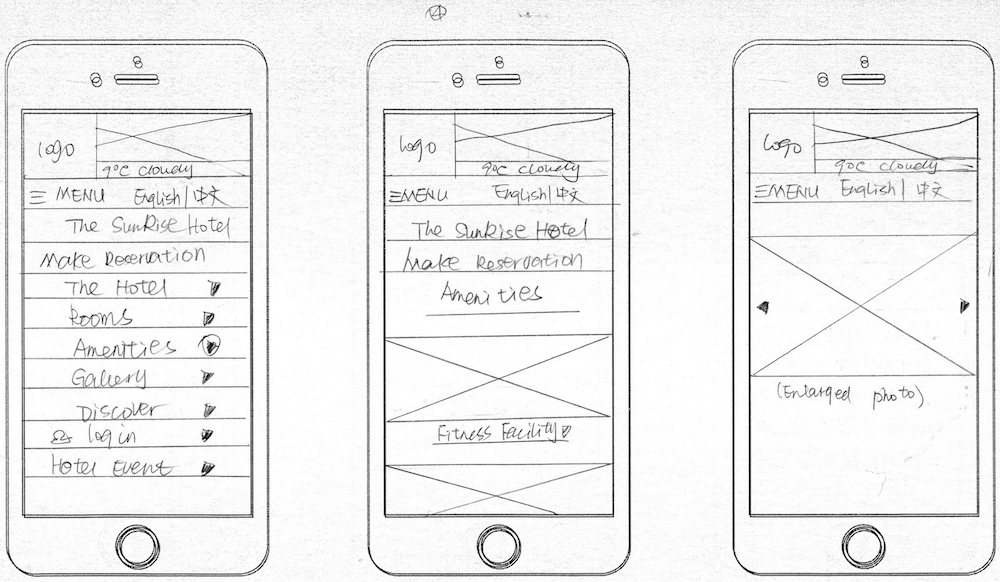 logo
9°C cloudy
☰ MENU English/中文
The SunRise Hotel
Make Reservation
The Hotel
Rooms
Amenities
Gallery
Discover
log in
Hotel Event
Logo
9°C cloudy
☰MENU English/中文
The SunRise Hotel
Make Reservation
Amenities
Fitness Facility
Logo
9°C cloudy
☰MENU English/中文
(Enlarged photo)